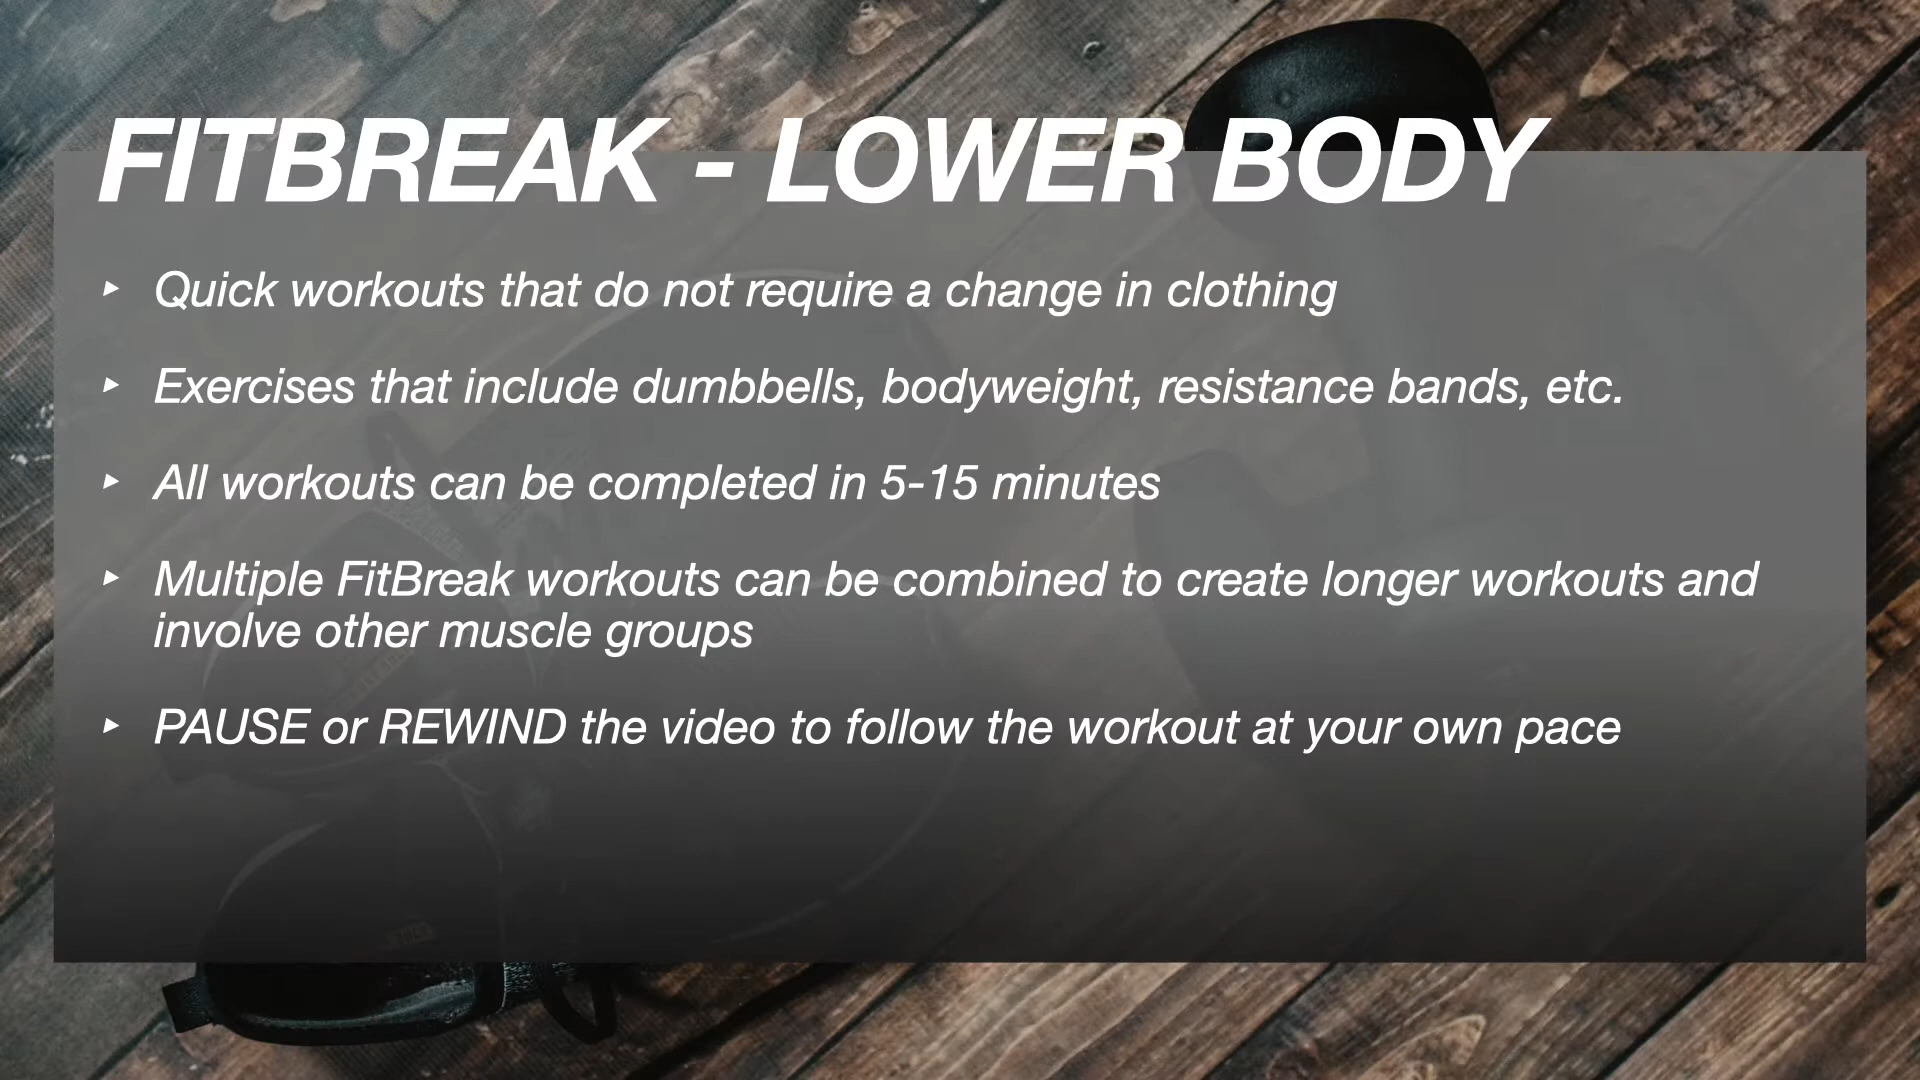 FITBREAK - LOWER BODY
▸ Quick workouts that do not require a change in clothing
▸ Exercises that include dumbbells, bodyweight, resistance bands, etc.
▸ All workouts can be completed in 5-15 minutes
▸ Multiple FitBreak workouts can be combined to create longer workouts and
involve other muscle groups
▸ PAUSE or REWIND the video to follow the workout at your own pace